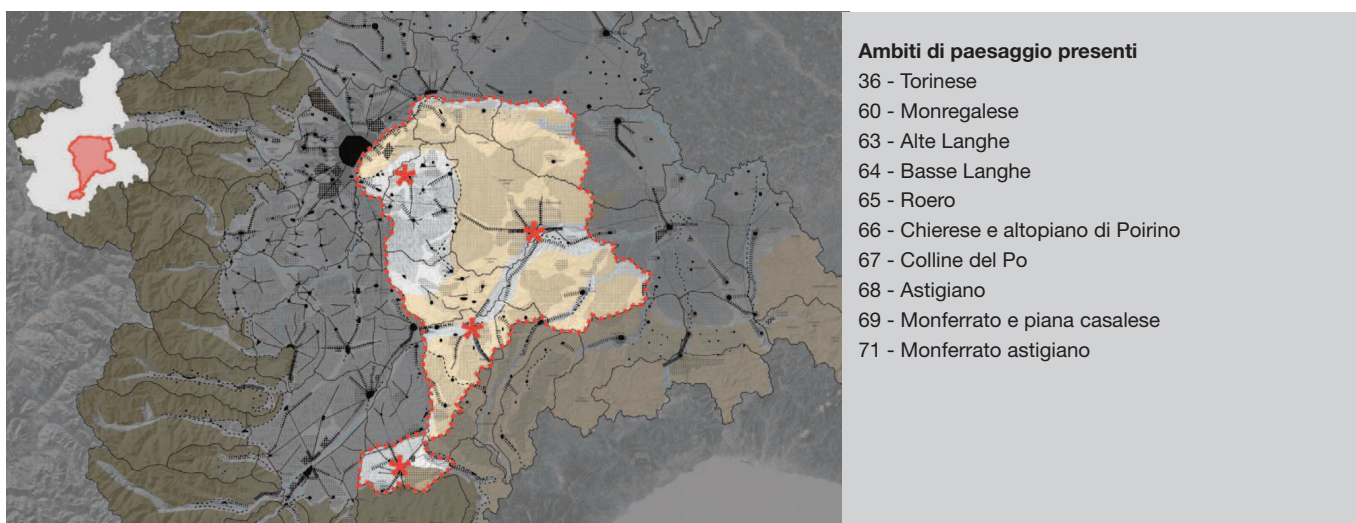 Ambiti di paesaggio presenti
36 - Torinese
60 - Monregalese
63 - Alte Langhe
64 - Basse Langhe
65 - Roero
66 - Chierese e altopiano di Poirino
67 - Colline del Po
68 - Astigiano
69 - Monferrato e piana casalese
71 - Monferrato astigiano